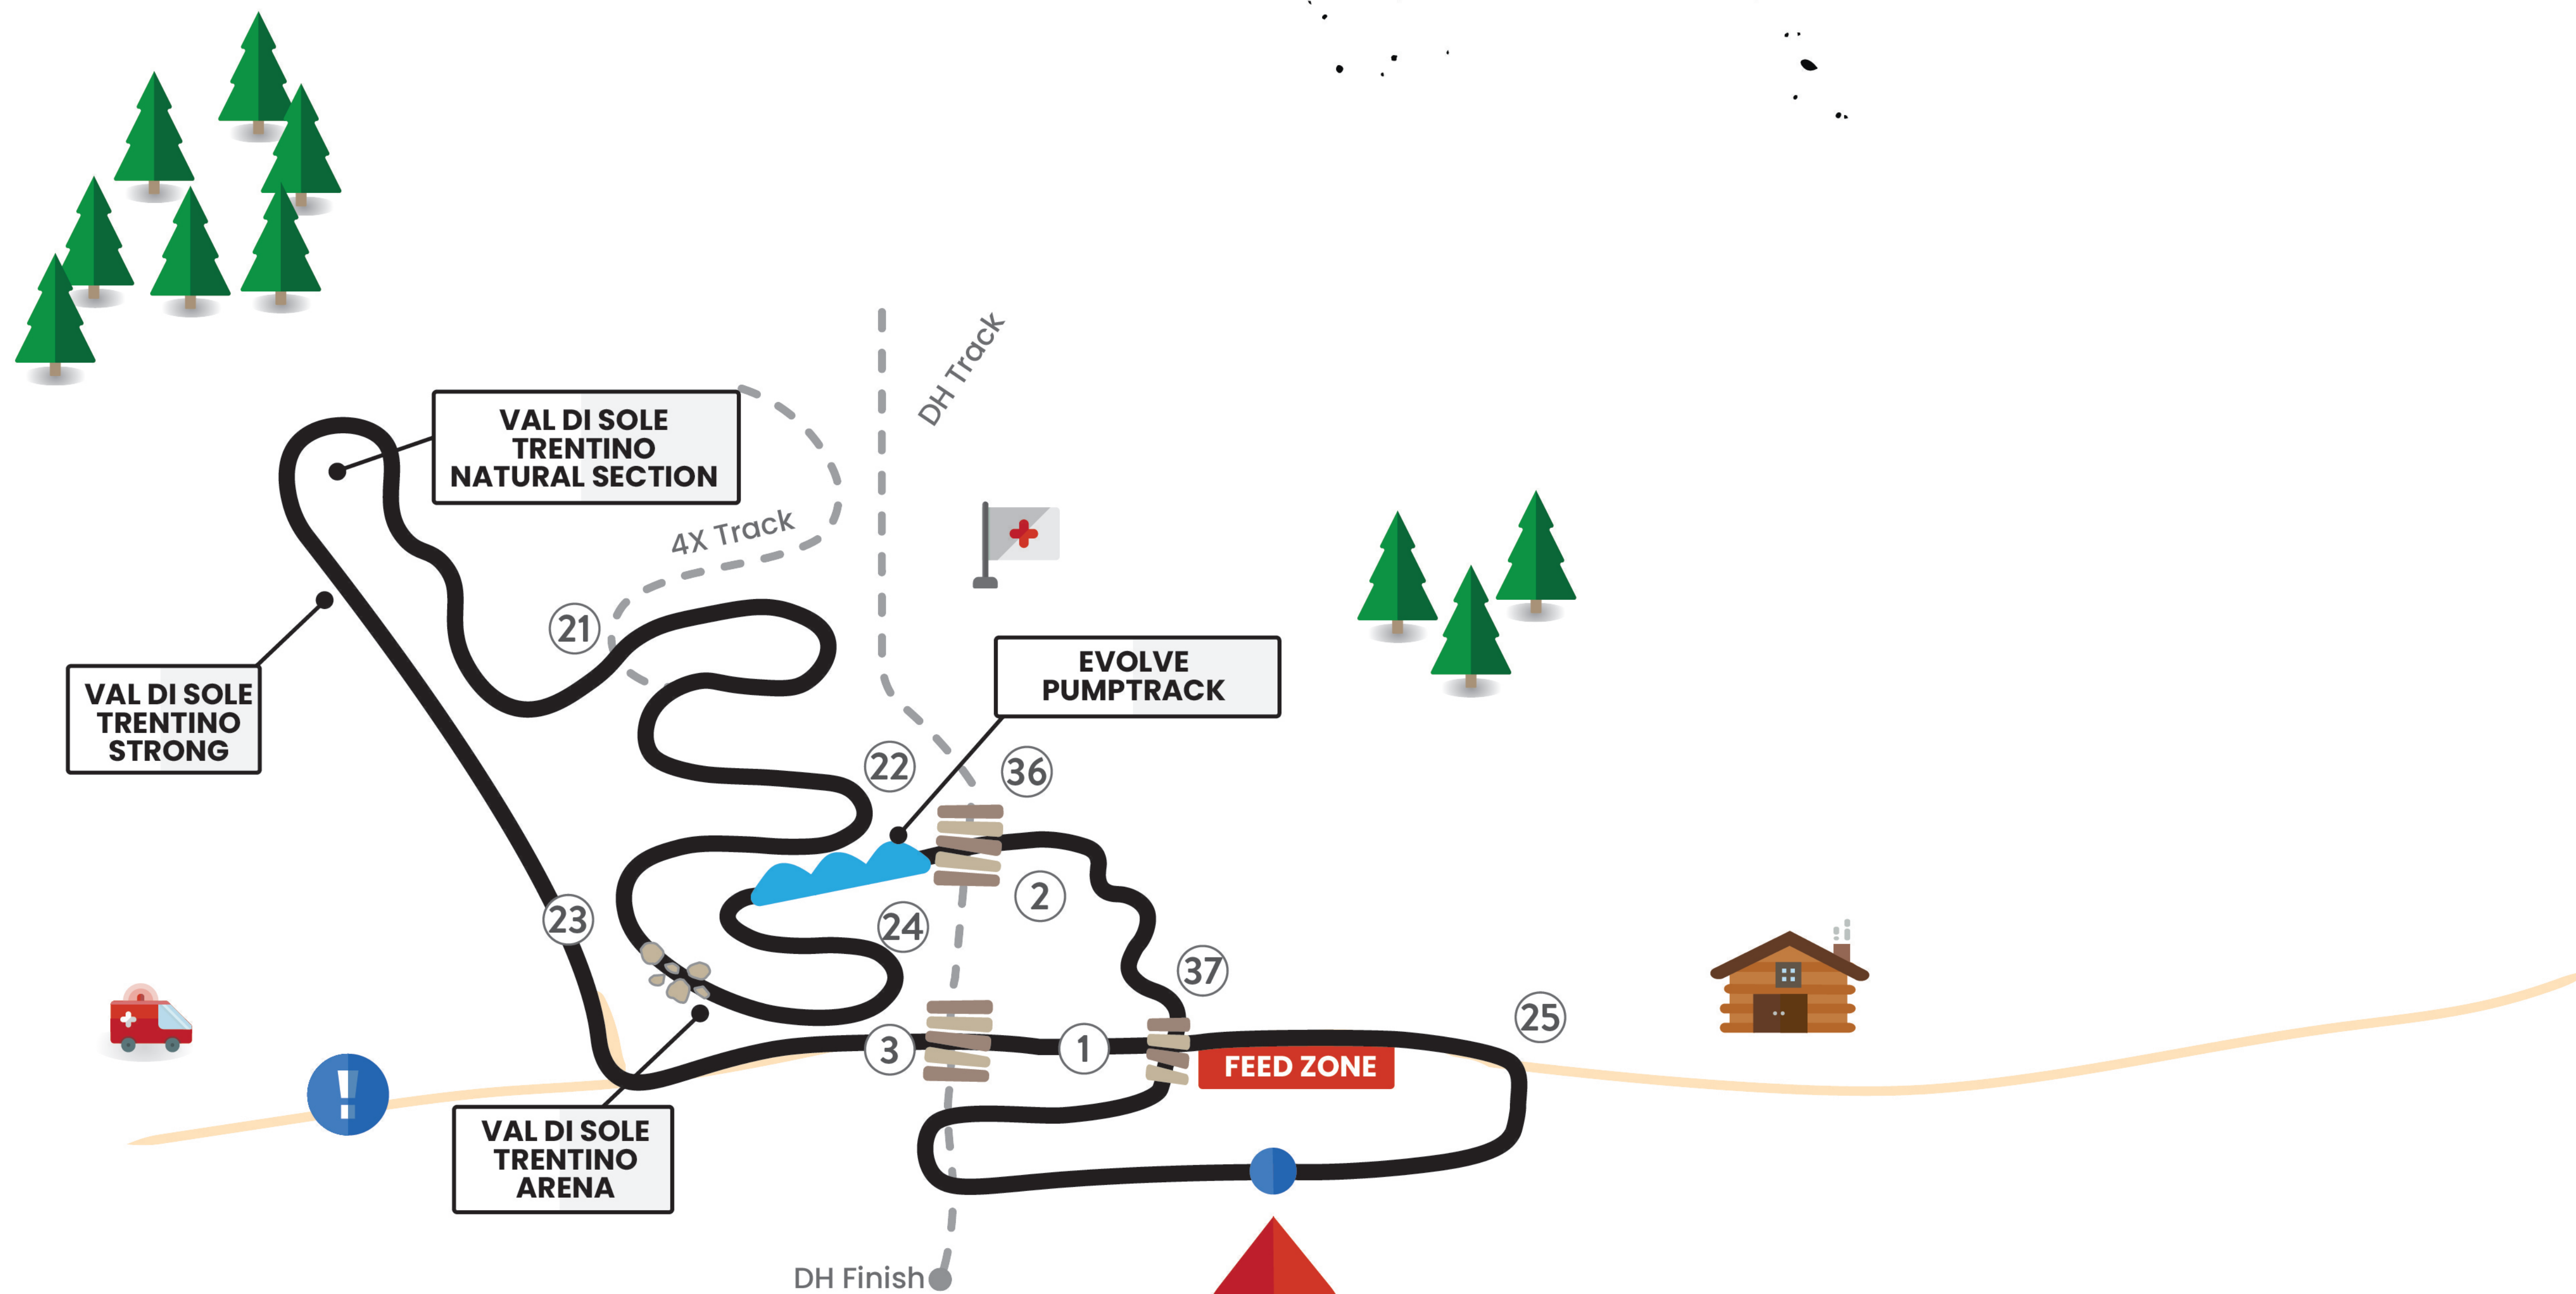 DH Track
VAL DI SOLE
TRENTINO
NATURAL SECTION
4X Track
21
EVOLVE
PUMPTRACK
VAL DI SOLE
TRENTINO
STRONG
22
36
2
23
24
37
25
3
1
FEED ZONE
!
VAL DI SOLE
TRENTINO
ARENA
DH Finish